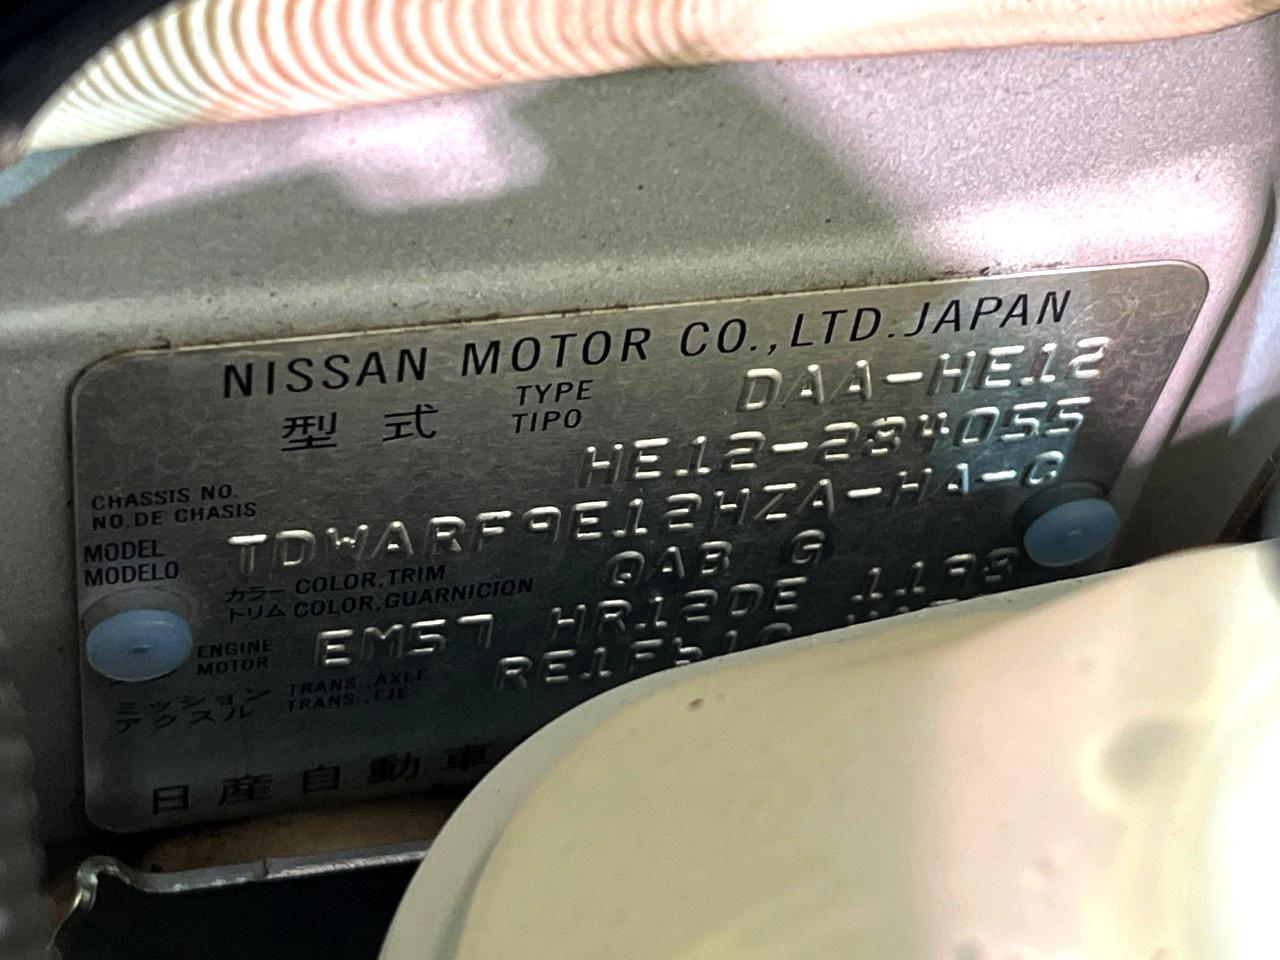 NISSAN MOTOR CO.,LTD.JAPAN
型 式 TYPE TIPO DAA-HE12
CHASSIS NO. NO.DE CHASIS HE12-284055
MODEL MODELO TDWARF9E12HZA-HA-G
カラー トリム COLOR,TRIM COLOR,GUARNICION QAB G
ENGINE MOTOR EM57 HR12DE 1198
ミッション アクスル TRANS.,AXLE TRANS.,EJE
日産自動車